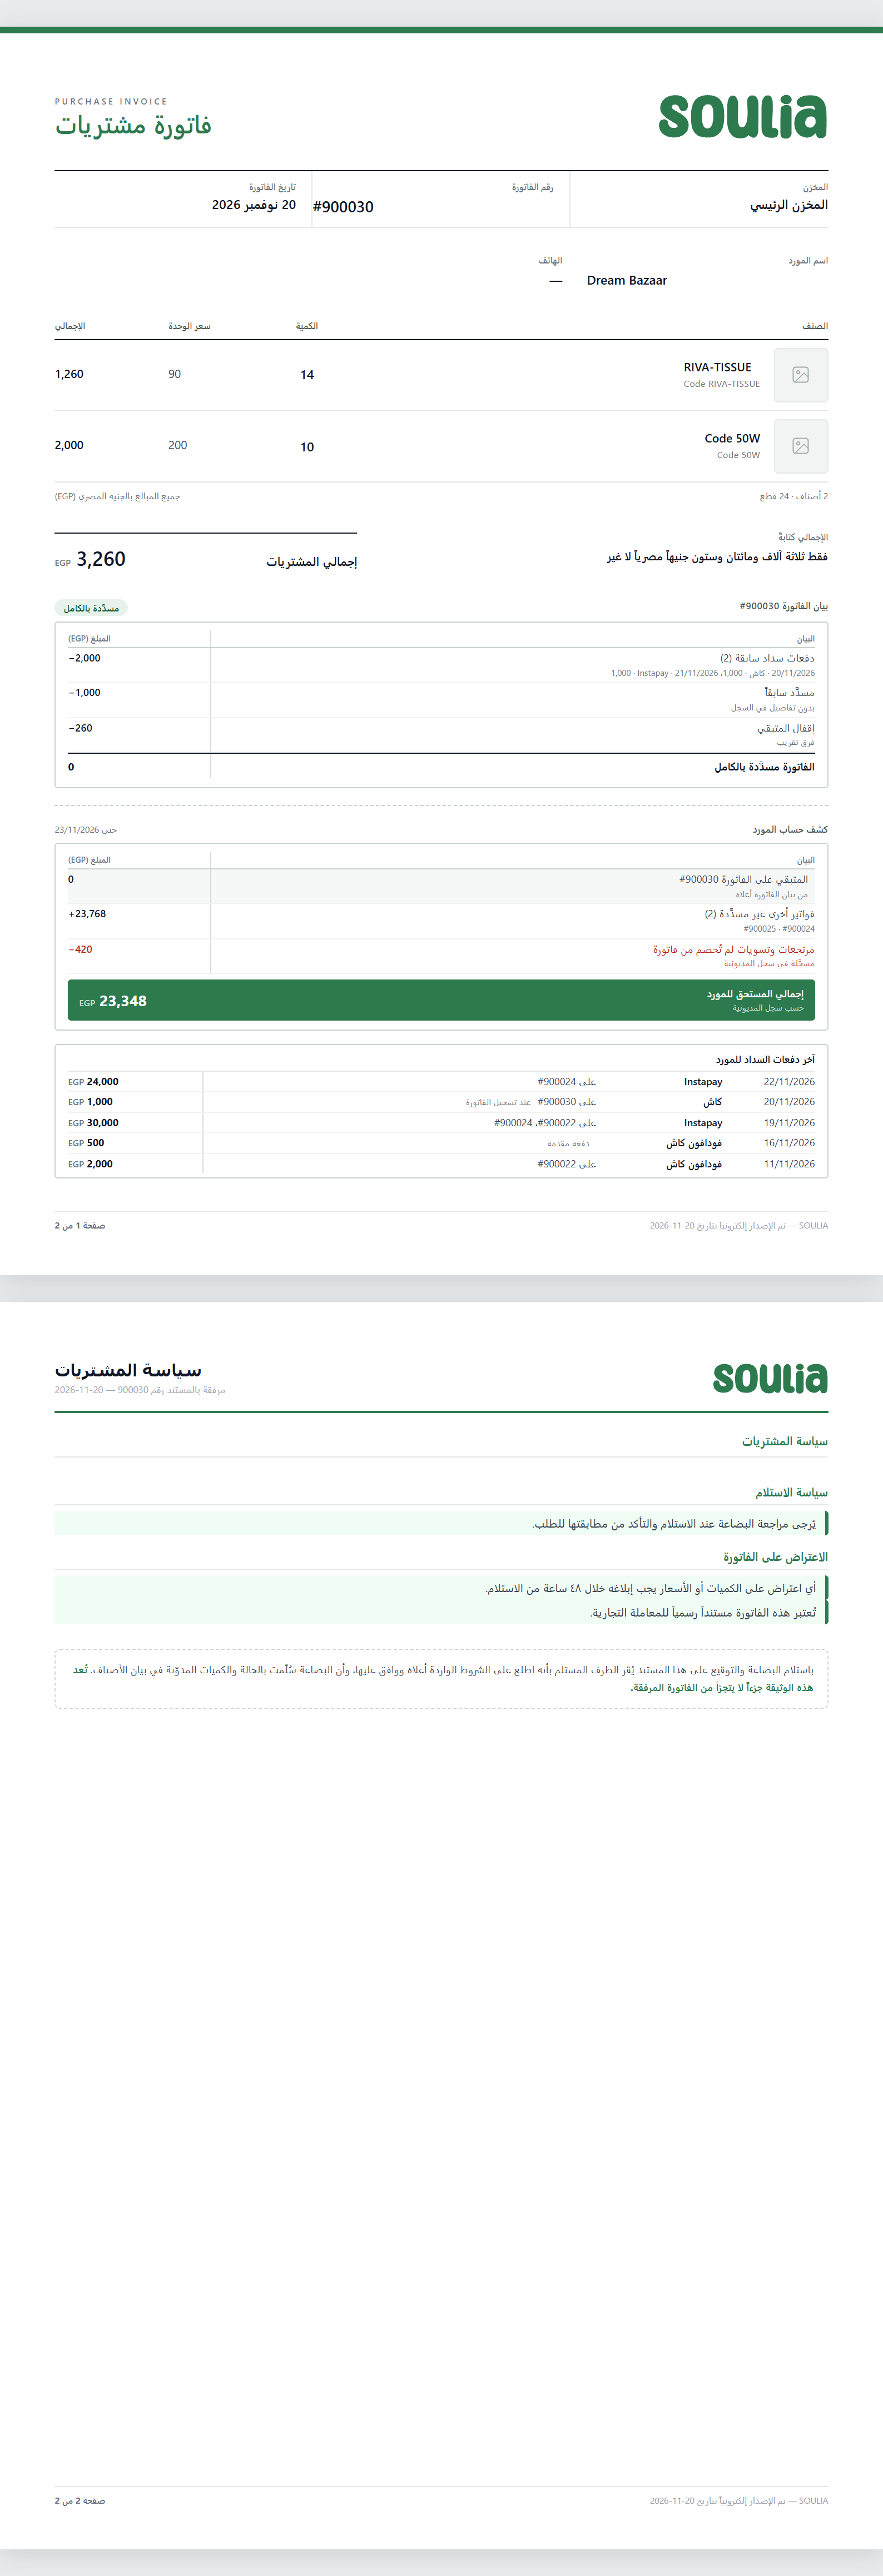 soulia
PURCHASE INVOICE
فاتورة مشتريات
المخزن
المخزن الرئيسي
رقم الفاتورة
#900030
تاريخ الفاتورة
20 نوفمبر 2026
اسم المورد
Dream Bazaar
الهاتف
—
الصنف الكمية سعر الوحدة الإجمالي
RIVA-TISSUE 14 90 1,260
Code RIVA-TISSUE
Code 50W 10 200 2,000
Code 50W
2 أصناف · 24 قطع
جميع المبالغ بالجنيه المصري (EGP)
الإجمالي كتابةً
فقط ثلاثة آلاف ومائتان وستون جنيهاً مصرياً لا غير
إجمالي المشتريات 3,260 EGP
بيان الفاتورة 900030#
مسدَّدة بالكامل
البيان المبلغ (EGP)
دفعات سداد سابقة (2) −2,000
20/11/2026 · كاش · 1,000، 21/11/2026 · Instapay · 1,000
مسدَّد سابقاً −1,000
بدون تفاصيل في السجل
إقفال المتبقي −260
فرق تقريب
الفاتورة مسدَّدة بالكامل 0
كشف حساب المورد
حتى 23/11/2026
البيان المبلغ (EGP)
المتبقي على الفاتورة 900030# 0
من بيان الفاتورة أعلاه
فواتير أخرى غير مسدَّدة (2) +23,768
#900024 · #900025
مرتجعات وتسويات لم تُخصم من فاتورة −420
مسجّلة في سجل المديونية
إجمالي المستحق للمورد 23,348 EGP
حسب سجل المديونية
آخر دفعات السداد للمورد
22/11/2026 Instapay على 900024# 24,000 EGP
20/11/2026 كاش على 900030# عند تسجيل الفاتورة 1,000 EGP
19/11/2026 Instapay على 900022#، 900024# 30,000 EGP
16/11/2026 فودافون كاش دفعة مقدمة 500 EGP
11/11/2026 فودافون كاش على 900022# 2,000 EGP
SOULIA — تم الإصدار إلكترونياً بتاريخ 20-11-2026
صفحة 1 من 2
soulia
سياسة المشتريات
مرفقة بالمستند رقم 900030 — 20-11-2026
سياسة المشتريات
سياسة الاستلام
يُرجى مراجعة البضاعة عند الاستلام والتأكد من مطابقتها للطلب.
الاعتراض على الفاتورة
أي اعتراض على الكميات أو الأسعار يجب إبلاغه خلال ٤٨ ساعة من الاستلام.
تُعتبر هذه الفاتورة مستنداً رسمياً للمعاملة التجارية.
باستلام البضاعة والتوقيع على هذا المستند يُقر الطرف المستلم بأنه اطلع على الشروط الواردة أعلاه ووافق عليها، وأن البضاعة سُلّمت بالحالة والكميات المدوّنة في بيان الأصناف. تُعد
هذه الوثيقة جزءاً لا يتجزأ من الفاتورة المرفقة.
SOULIA — تم الإصدار إلكترونياً بتاريخ 20-11-2026
صفحة 2 من 2